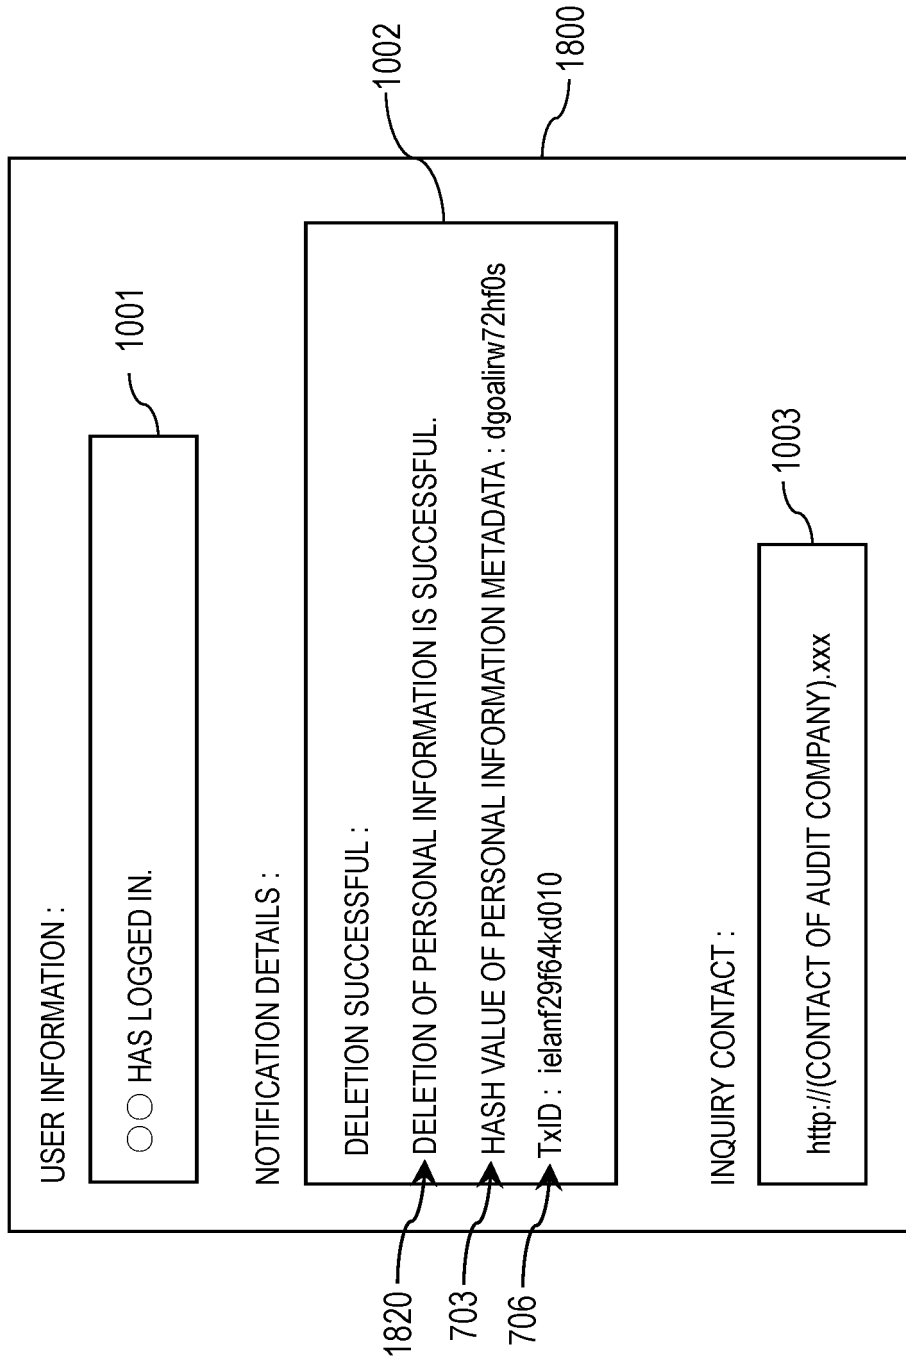 USER INFORMATION :
○○ HAS LOGGED IN.
1001
NOTIFICATION DETAILS :
1002
DELETION SUCCESSFUL :
1820
DELETION OF PERSONAL INFORMATION IS SUCCESSFUL.
703
HASH VALUE OF PERSONAL INFORMATION METADATA : dgoalirw72hf0s
706
TxID : ielanf29f64kd010
1800
INQUIRY CONTACT :
http://(CONTACT OF AUDIT COMPANY).xxx
1003